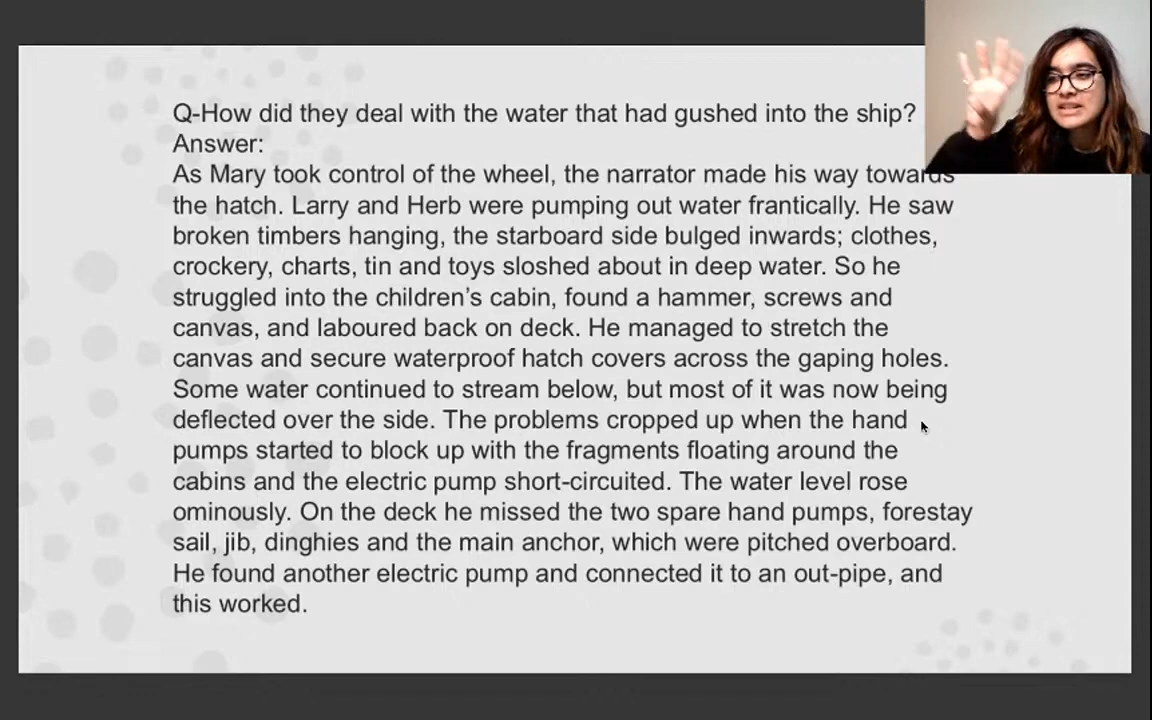 Q-How did they deal with the water that had gushed into the ship?
Answer:
As Mary took control of the wheel, the narrator made his way towards
the hatch. Larry and Herb were pumping out water frantically. He saw
broken timbers hanging, the starboard side bulged inwards; clothes,
crockery, charts, tin and toys sloshed about in deep water. So he
struggled into the children’s cabin, found a hammer, screws and
canvas, and laboured back on deck. He managed to stretch the
canvas and secure waterproof hatch covers across the gaping holes.
Some water continued to stream below, but most of it was now being
deflected over the side. The problems cropped up when the hand
pumps started to block up with the fragments floating around the
cabins and the electric pump short-circuited. The water level rose
ominously. On the deck he missed the two spare hand pumps, forestay
sail, jib, dinghies and the main anchor, which were pitched overboard.
He found another electric pump and connected it to an out-pipe, and
this worked.